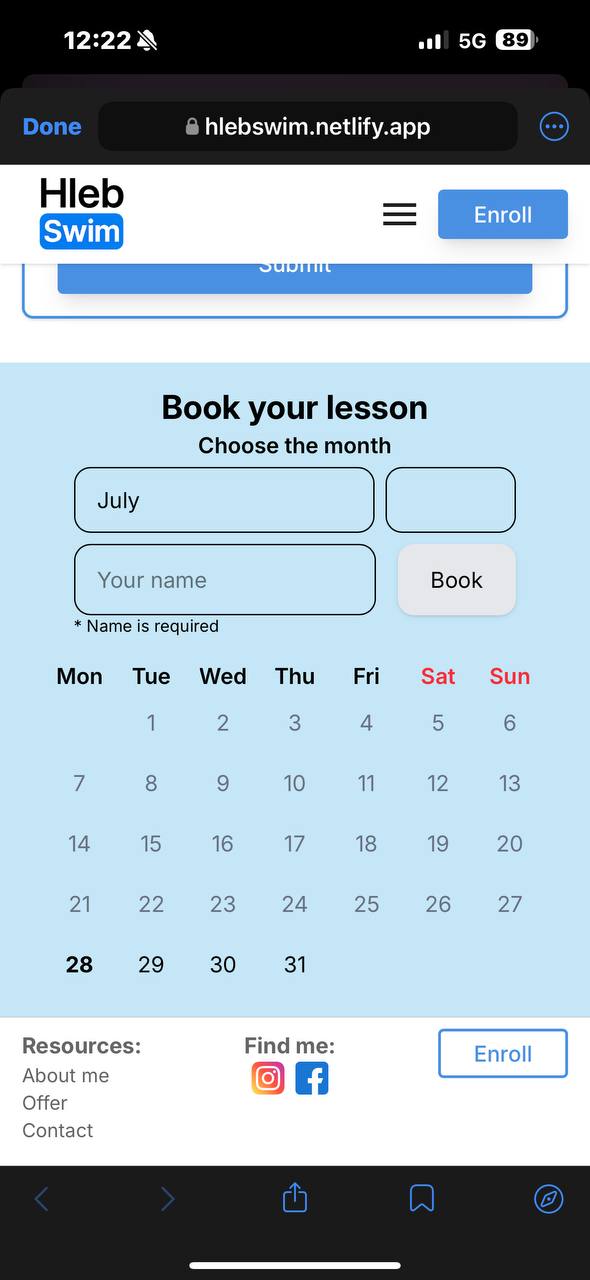 12:22
5G 89
Done
hlebswim.netlify.app
Hleb
Swim
Enroll
Submit
Book your lesson
Choose the month
July
Your name
Book
* Name is required
Mon Tue Wed Thu Fri Sat Sun
1 2 3 4 5 6
7 8 9 10 11 12 13
14 15 16 17 18 19 20
21 22 23 24 25 26 27
28 29 30 31
Resources:
About me
Offer
Contact
Find me:
Enroll